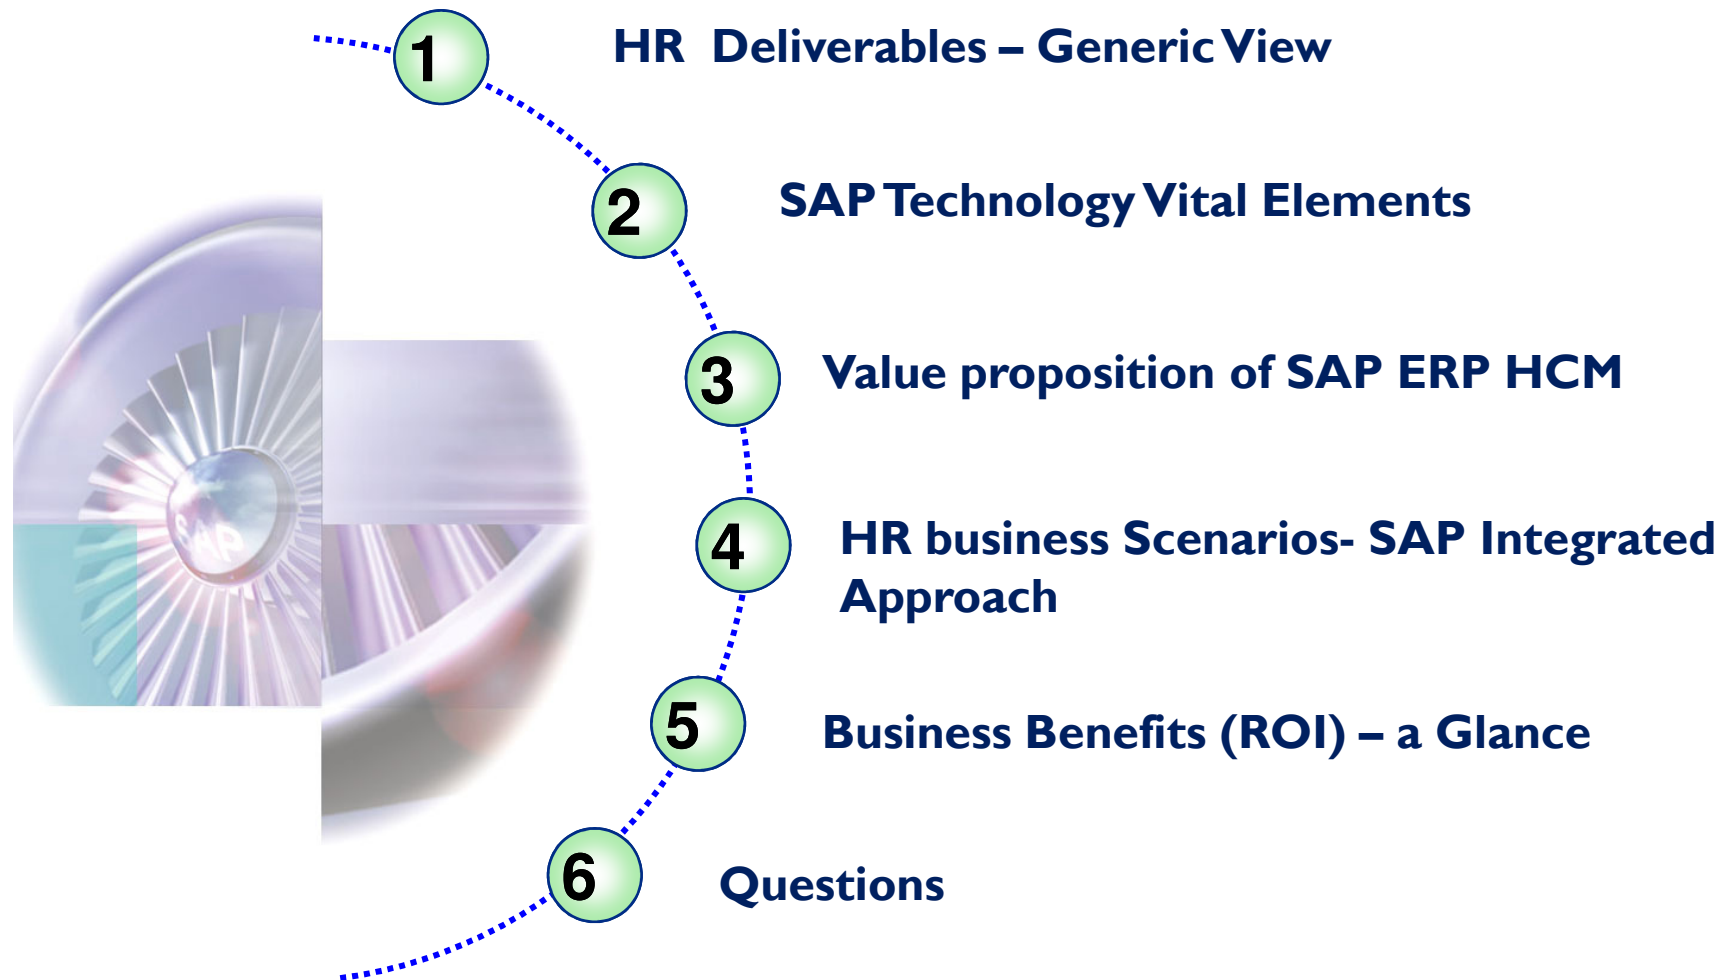 1 HR Deliverables – Generic View
2 SAP Technology Vital Elements
3 Value proposition of SAP ERP HCM
4 HR business Scenarios- SAP Integrated
Approach
5 Business Benefits (ROI) – a Glance
6 Questions
SAP